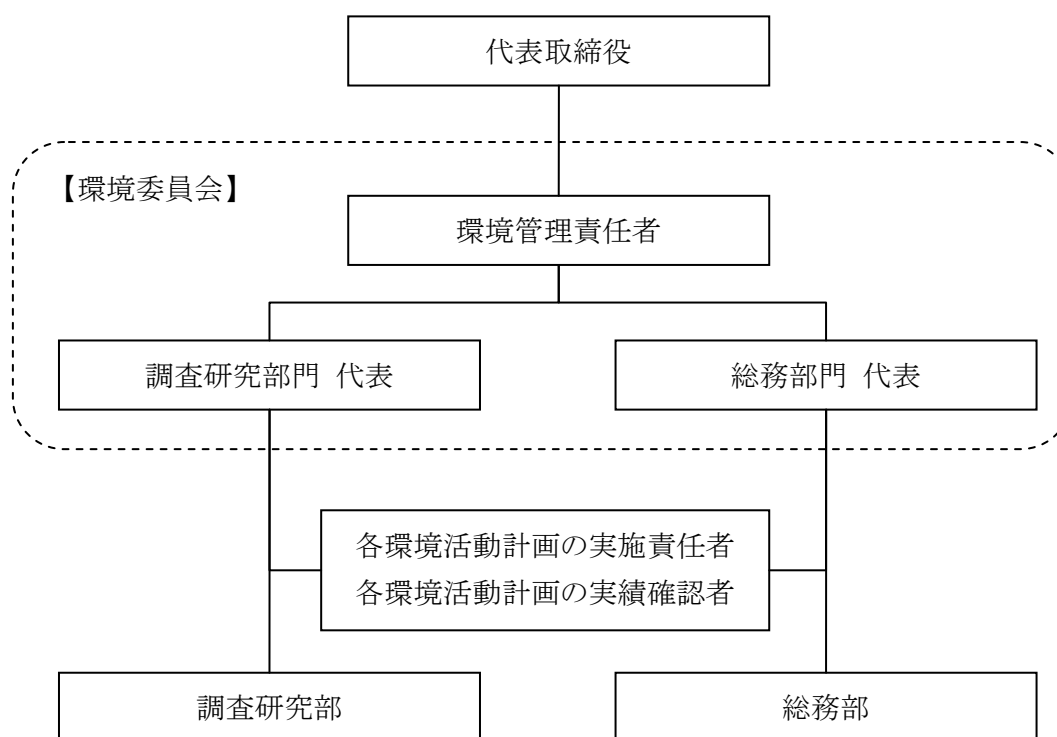 代表取締役
【環境委員会】
環境管理責任者
調査研究部門 代表
総務部門 代表
各環境活動計画の実施責任者
各環境活動計画の実績確認者
調査研究部
総務部